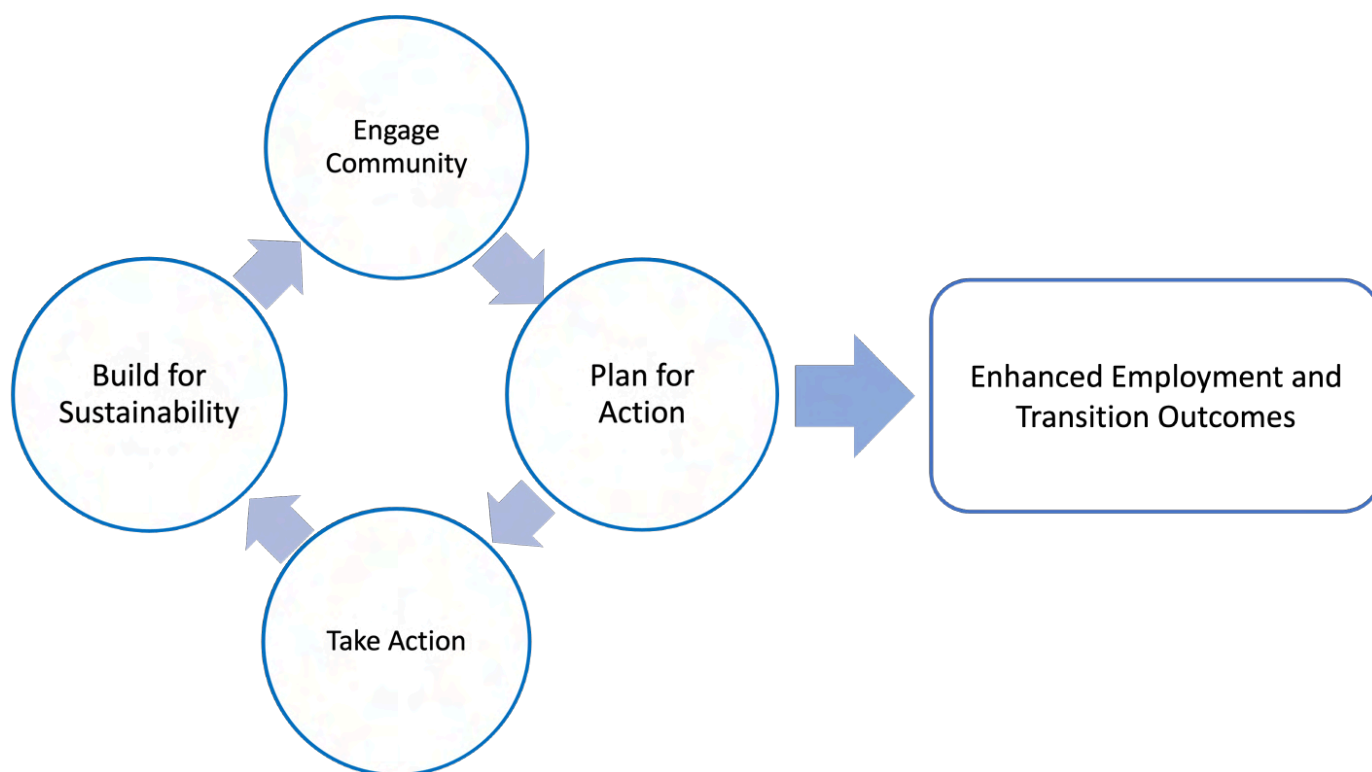 Engage
Community
Build for
Sustainability
Plan for
Action
Enhanced Employment and
Transition Outcomes
Take Action